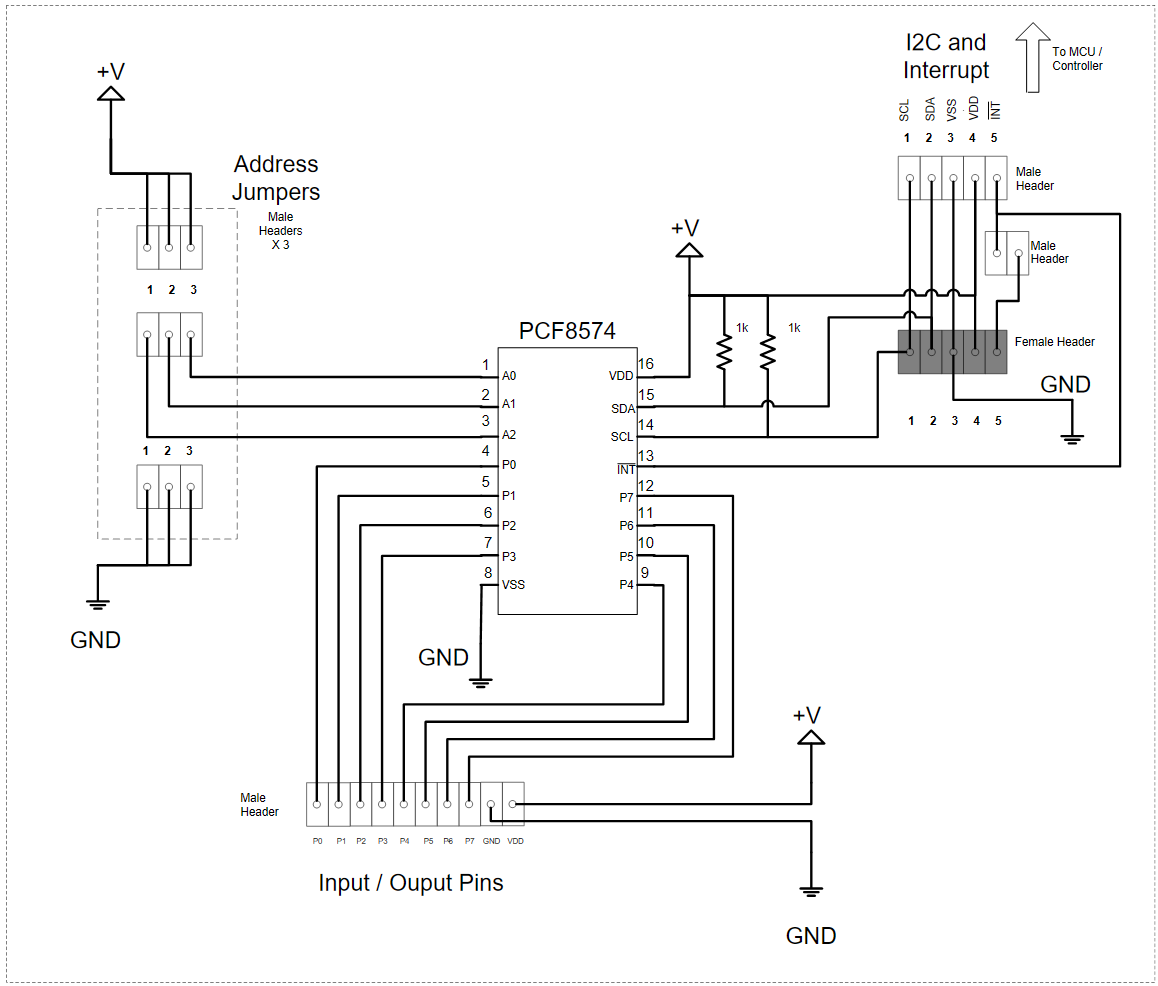 I2C and
Interrupt
To MCU /
Controller
SCL
SDA
VSS
VDD
INT
1 2 3 4 5
Male
Header
+V
Address
Jumpers
Male
Headers
X 3
1 2 3
+V
Male
Header
1k
1k
PCF8574
Female Header
GND
1 2 3 4 5
1 2 3
1
A0
2
A1
3
A2
4
P0
5
P1
6
P2
7
P3
8
VSS
16
VDD
15
SDA
14
SCL
13
INT
12
P7
11
P6
10
P5
9
P4
GND
GND
+V
Male
Header
P0 P1 P2 P3 P4 P5 P6 P7 GND VDD
Input / Ouput Pins
GND